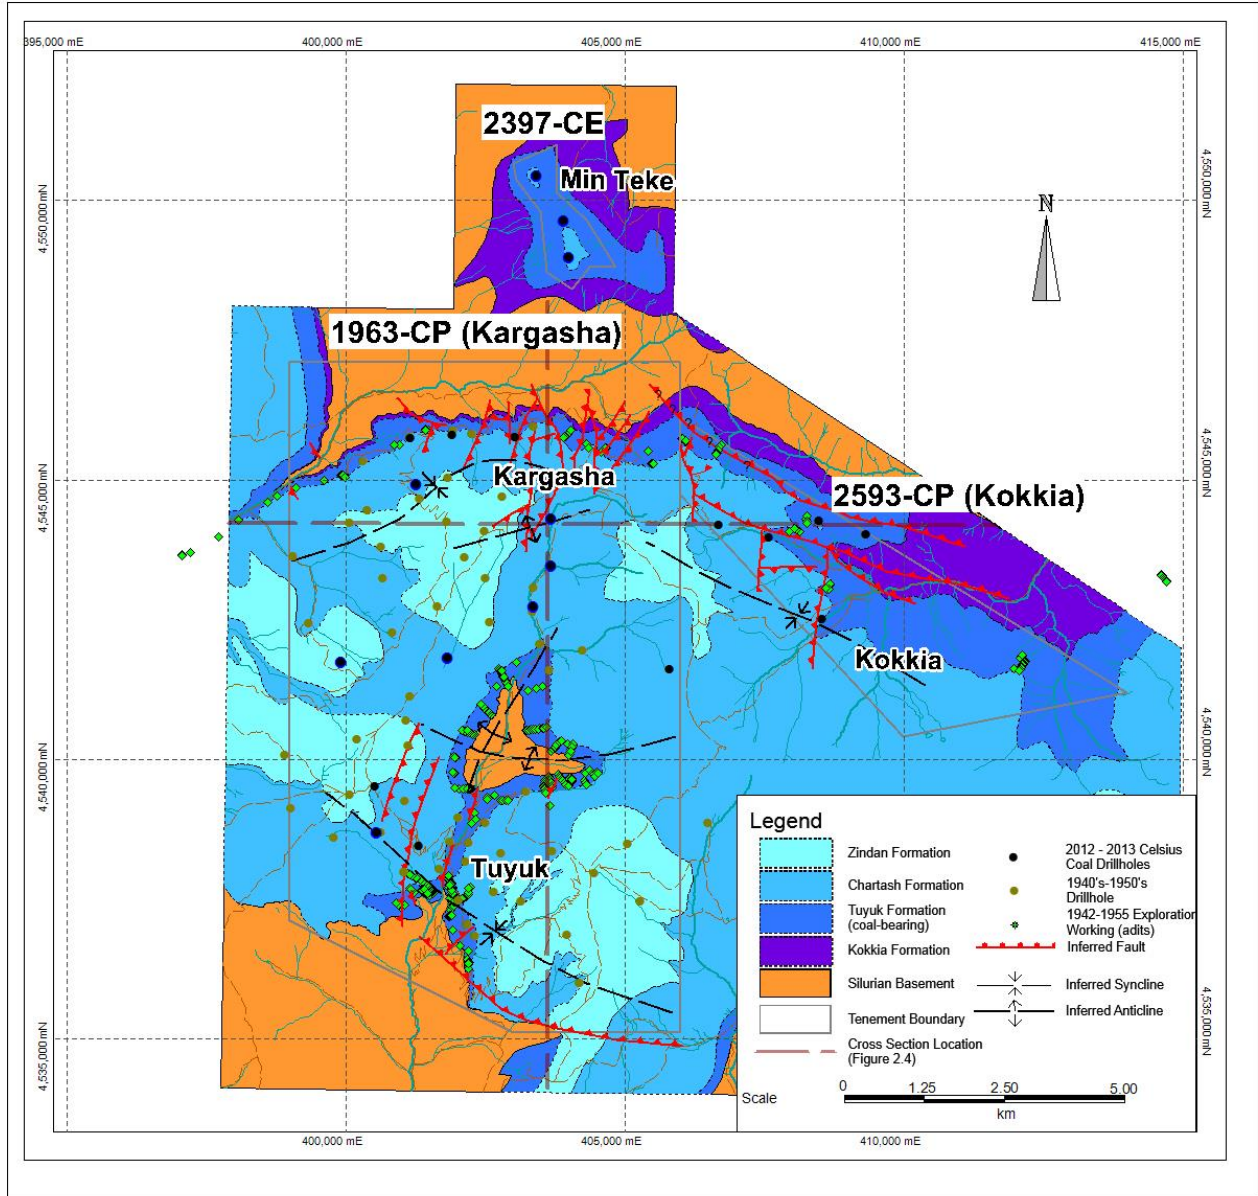 395,000 mE
400,000 mE
405,000 mE
410,000 mE
415,000 mE
2397-CE
Min Teke
4,550,000 mN
4,550,000 mN
N
1963-CP (Kargasha)
4,545,000 mN
4,545,000 mN
Kargasha
2593-CP (Kokkia)
Kokkia
4,540,000 mN
4,540,000 mN
Tuyuk
4,535,000 mN
4,535,000 mN
Legend
Zindan Formation
Chartash Formation
Tuyuk Formation
(coal-bearing)
Kokkia Formation
Silurian Basement
Tenement Boundary
Cross Section Location
(Figure 2.4)
2012 - 2013 Celsius
Coal Drillholes
1940's-1950's
Drillhole
1942-1955 Exploration
Working (adits)
Inferred Fault
Inferred Syncline
Inferred Anticline
Scale
0 1.25 2.50 5.00
km
400,000 mE
405,000 mE
410,000 mE